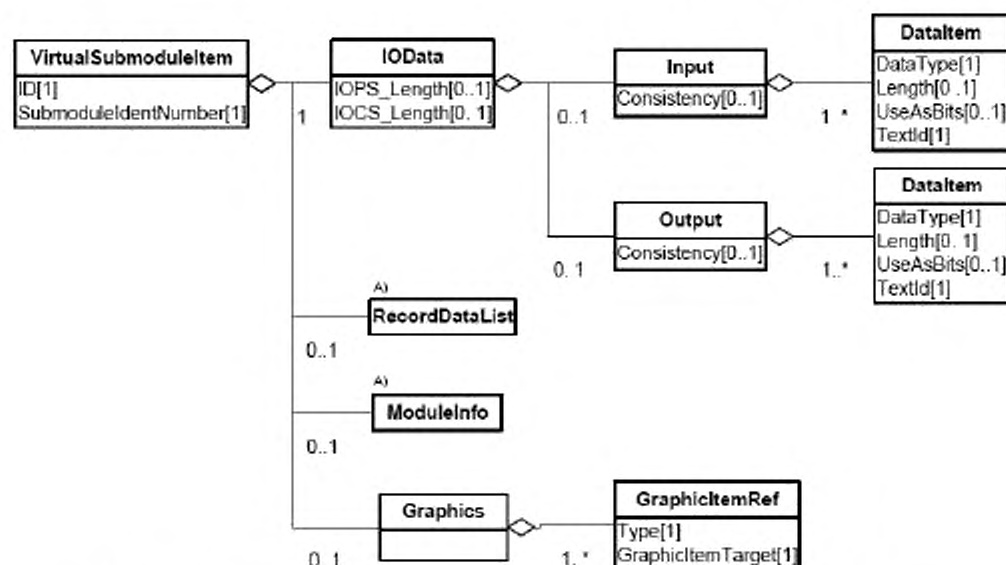 VirtualSubmoduleItem
ID[1]
SubmoduleIdentNumber[1]
1
IOData
IOPS_Length[0..1]
IOCS_Length[0..1]
0..1
Input
Consistency[0..1]
1..*
DataItem
DataType[1]
Length[0..1]
UseAsBits[0..1]
TextId[1]
0..1
Output
Consistency[0..1]
1..*
DataItem
DataType[1]
Length[0..1]
UseAsBits[0..1]
TextId[1]
A)
RecordDataList
0..1
A)
ModuleInfo
0..1
Graphics
0..1
1..*
GraphicItemRef
Type[1]
GraphicItemTarget[1]